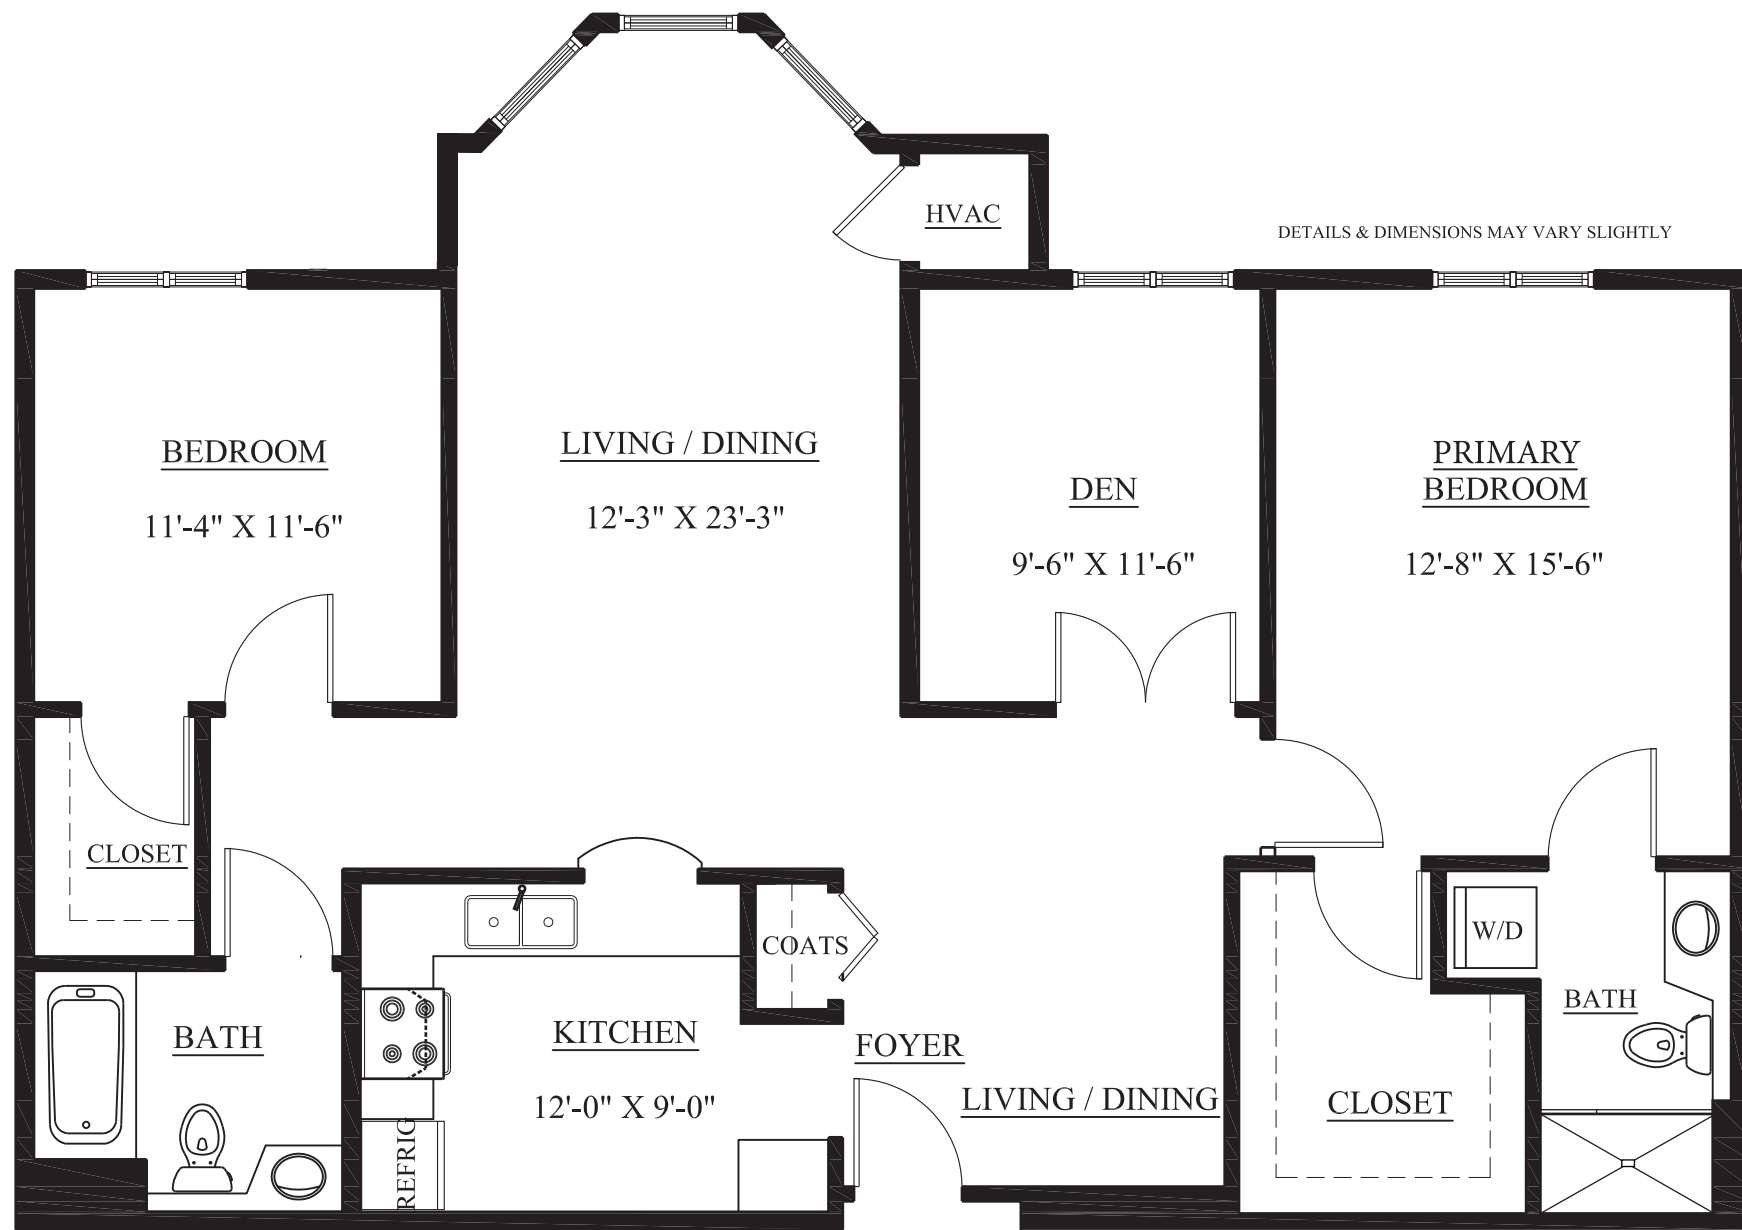 HVAC
DETAILS & DIMENSIONS MAY VARY SLIGHTLY
BEDROOM
11'-4" X 11'-6"
LIVING / DINING
12'-3" X 23'-3"
DEN
9'-6" X 11'-6"
PRIMARY
BEDROOM
12'-8" X 15'-6"
CLOSET
COATS
W/D
BATH
BATH
KITCHEN
12'-0" X 9'-0"
FOYER
LIVING / DINING
CLOSET
REFRIG